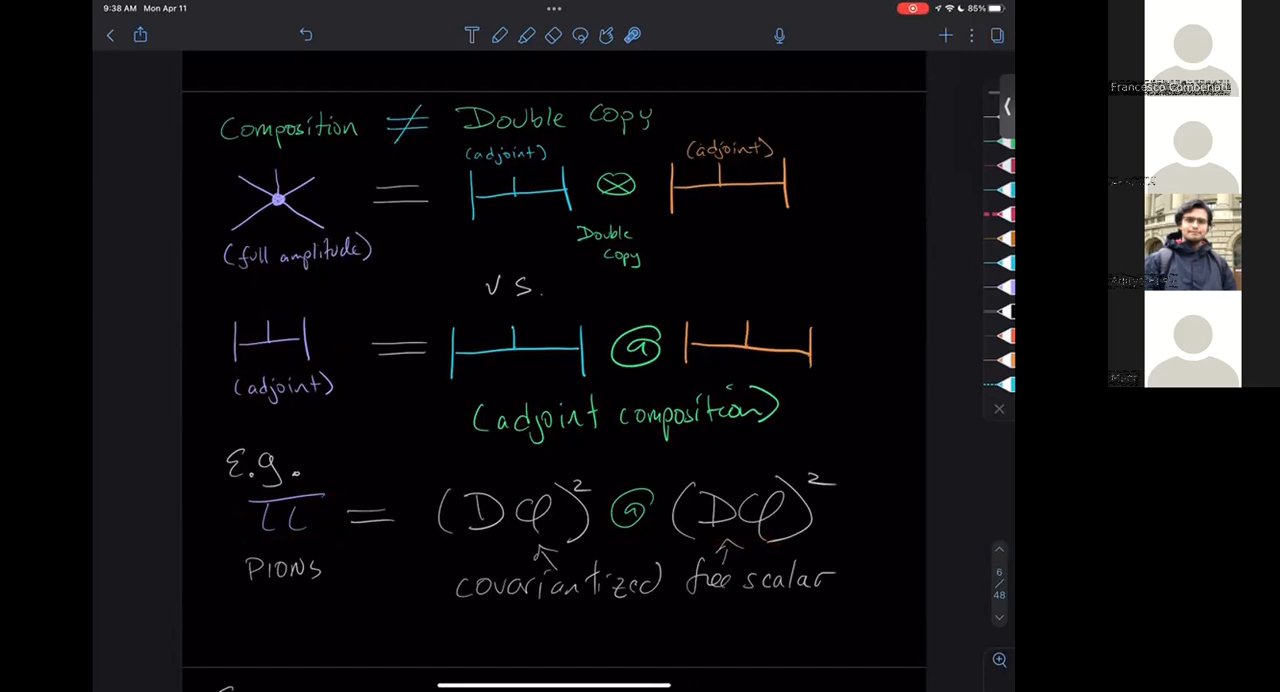 9:38 AM Mon Apr 11
85%
Composition ≠ Double Copy
(adjoint) (adjoint)
= ⊗
(full amplitude)
Double
Copy
vs.
= @
(adjoint)
(adjoint composition)
E.g.
π = (Dφ)² @ (Dφ)²
PIONS
covariantized free scalar
6
/
48
T
Francesco Comberiati